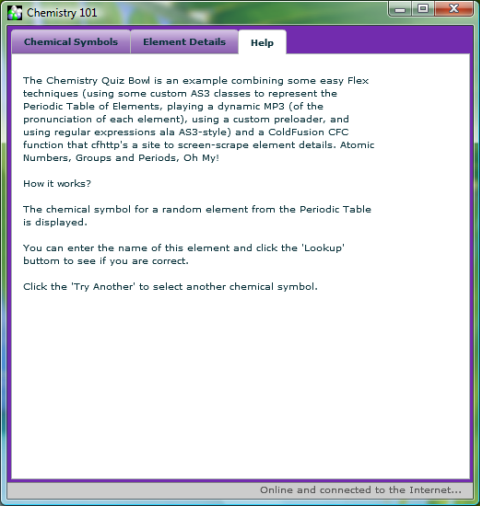 Chemistry 101
Chemical Symbols
Element Details
Help
The Chemistry Quiz Bowl is an example combining some easy Flex
techniques (using some custom AS3 classes to represent the
Periodic Table of Elements, playing a dynamic MP3 (of the
pronunciation of each element), using a custom preloader, and
using regular expressions ala AS3-style) and a ColdFusion CFC
function that cfhttp's a site to screen-scrape element details. Atomic
Numbers, Groups and Periods, Oh My!
How it works?
The chemical symbol for a random element from the Periodic Table
is displayed.
You can enter the name of this element and click the 'Lookup'
buttom to see if you are correct.
Click the 'Try Another' to select another chemical symbol.
Online and connected to the Internet...